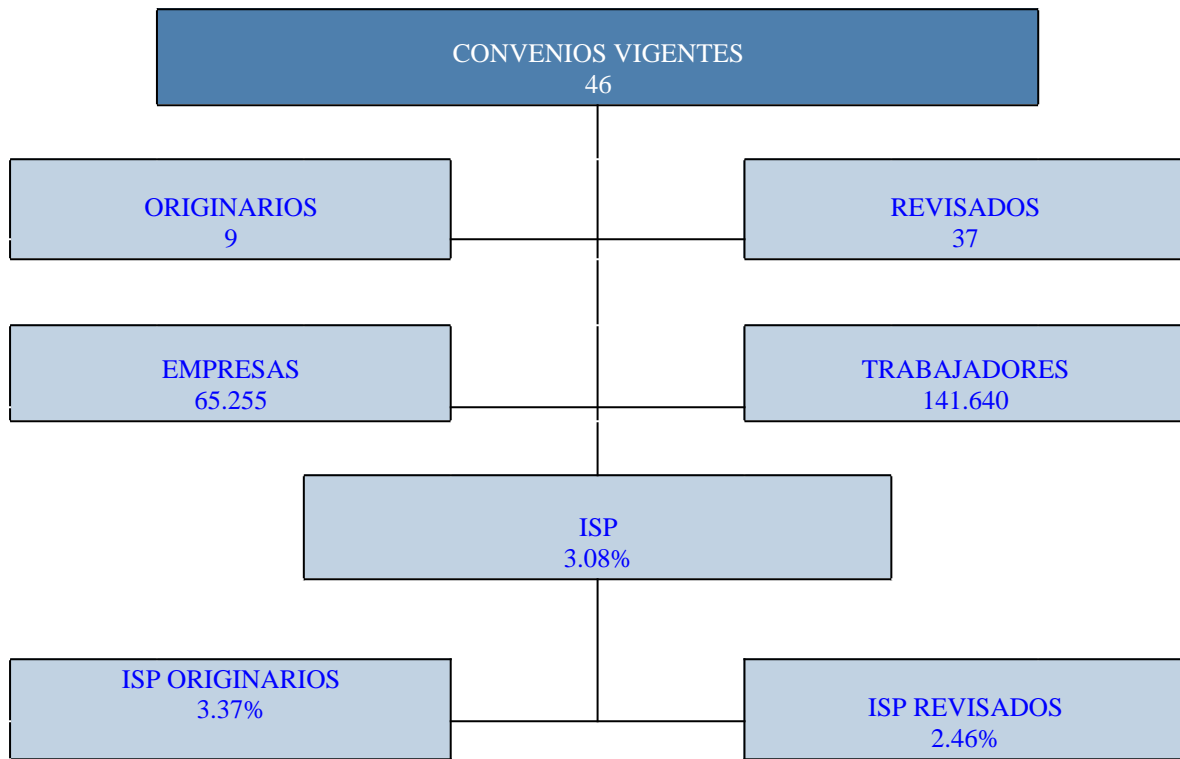 CONVENIOS VIGENTES
46
ORIGINARIOS
9
REVISADOS
37
EMPRESAS
65.255
TRABAJADORES
141.640
ISP
3.08%
ISP ORIGINARIOS
3.37%
ISP REVISADOS
2.46%